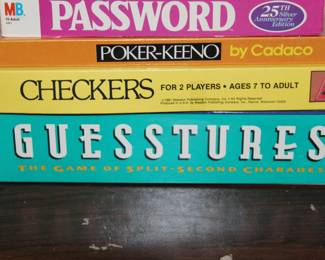 MB
PASSWORD
25TH Silver Anniversary Edition
POKER-KEENO by Cadaco
CHECKERS FOR 2 PLAYERS • AGES 7 TO ADULT
GUESSTURES
THE GAME OF SPLIT-SECOND CHARADES